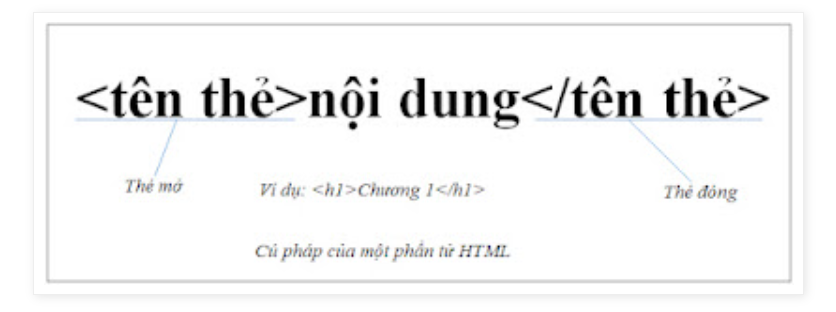 <tên thẻ>nội dung</tên thẻ>
Thẻ mở
Ví dụ: <h1>Chương 1</h1>
Thẻ đóng
Cú pháp của một phần tử HTML